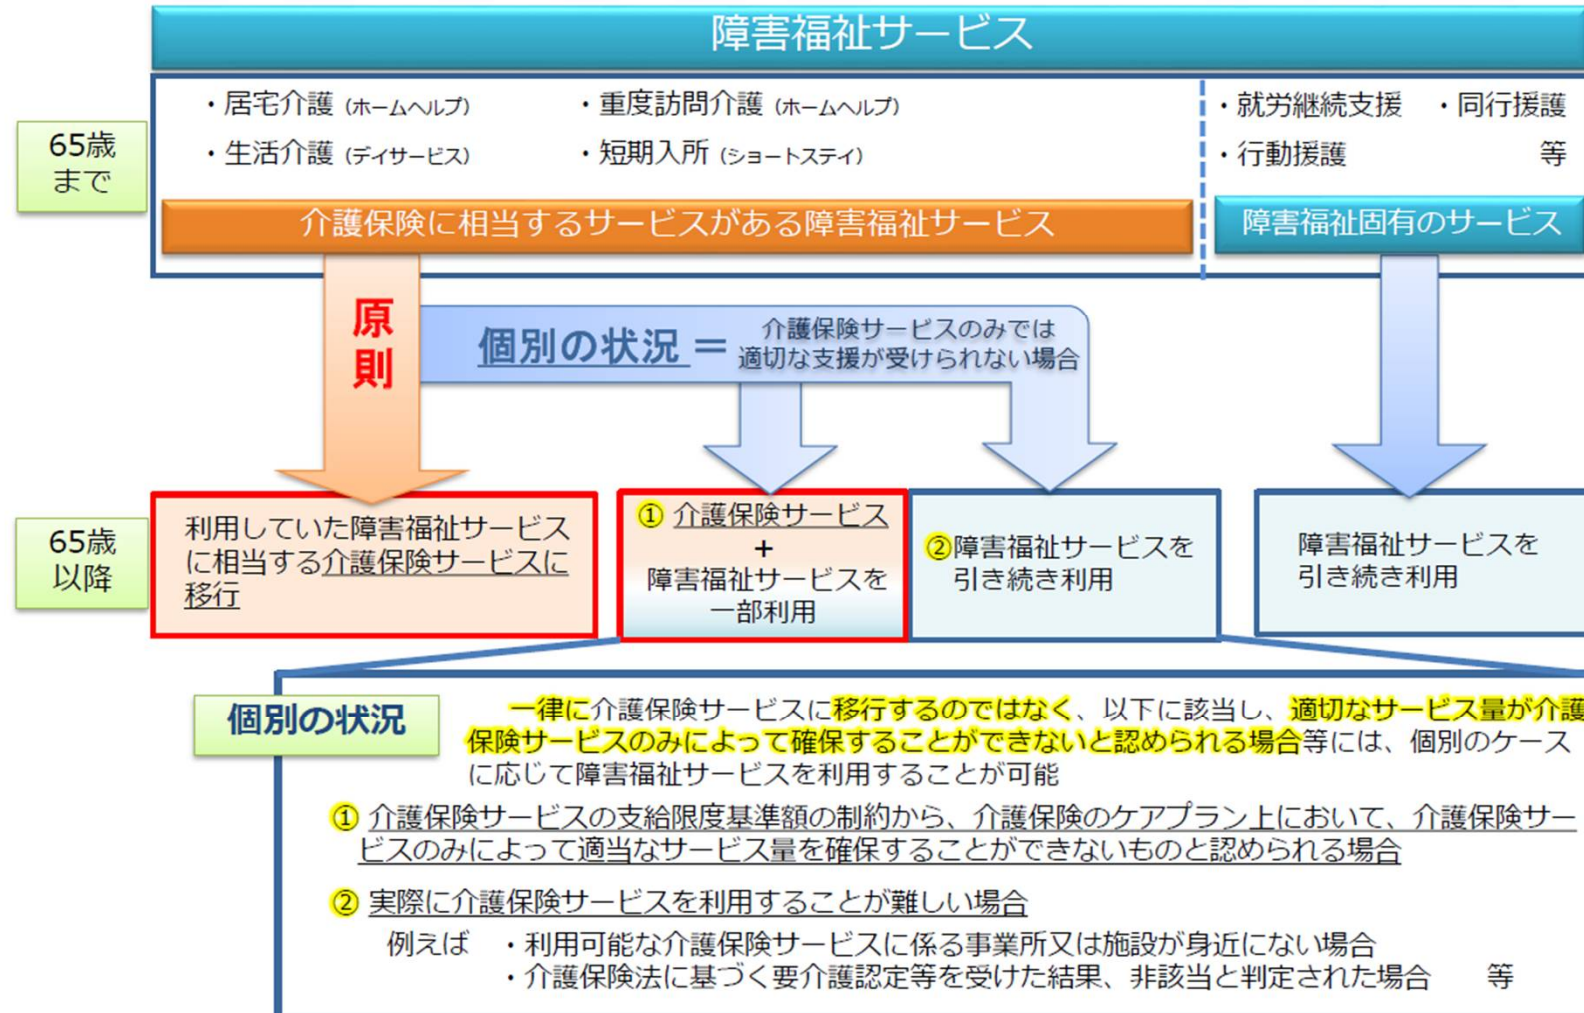 障害福祉サービス
・居宅介護（ホームヘルプ） ・重度訪問介護（ホームヘルプ）
・生活介護（デイサービス） ・短期入所（ショートステイ）
・就労継続支援 ・同行援護
・行動援護 等
65歳
まで
介護保険に相当するサービスがある障害福祉サービス
障害福祉固有のサービス
原
則
個別の状況＝
介護保険サービスのみでは
適切な支援が受けられない場合
65歳
以降
利用していた障害福祉サービス
に相当する介護保険サービスに
移行
① 介護保険サービス
+
障害福祉サービスを
一部利用
②障害福祉サービスを
引き続き利用
障害福祉サービスを
引き続き利用
個別の状況
一律に介護保険サービスに移行するのではなく、以下に該当し、適切なサービス量が介護
保険サービスのみによって確保することができないと認められる場合等には、個別のケース
に応じて障害福祉サービスを利用することが可能
① 介護保険サービスの支給限度基準額の制約から、介護保険のケアプラン上において、介護保険サー
ビスのみによって適当なサービス量を確保することができないものと認められる場合
② 実際に介護保険サービスを利用することが難しい場合
例えば ・利用可能な介護保険サービスに係る事業所又は施設が身近にない場合
・介護保険法に基づく要介護認定等を受けた結果、非該当と判定された場合 等